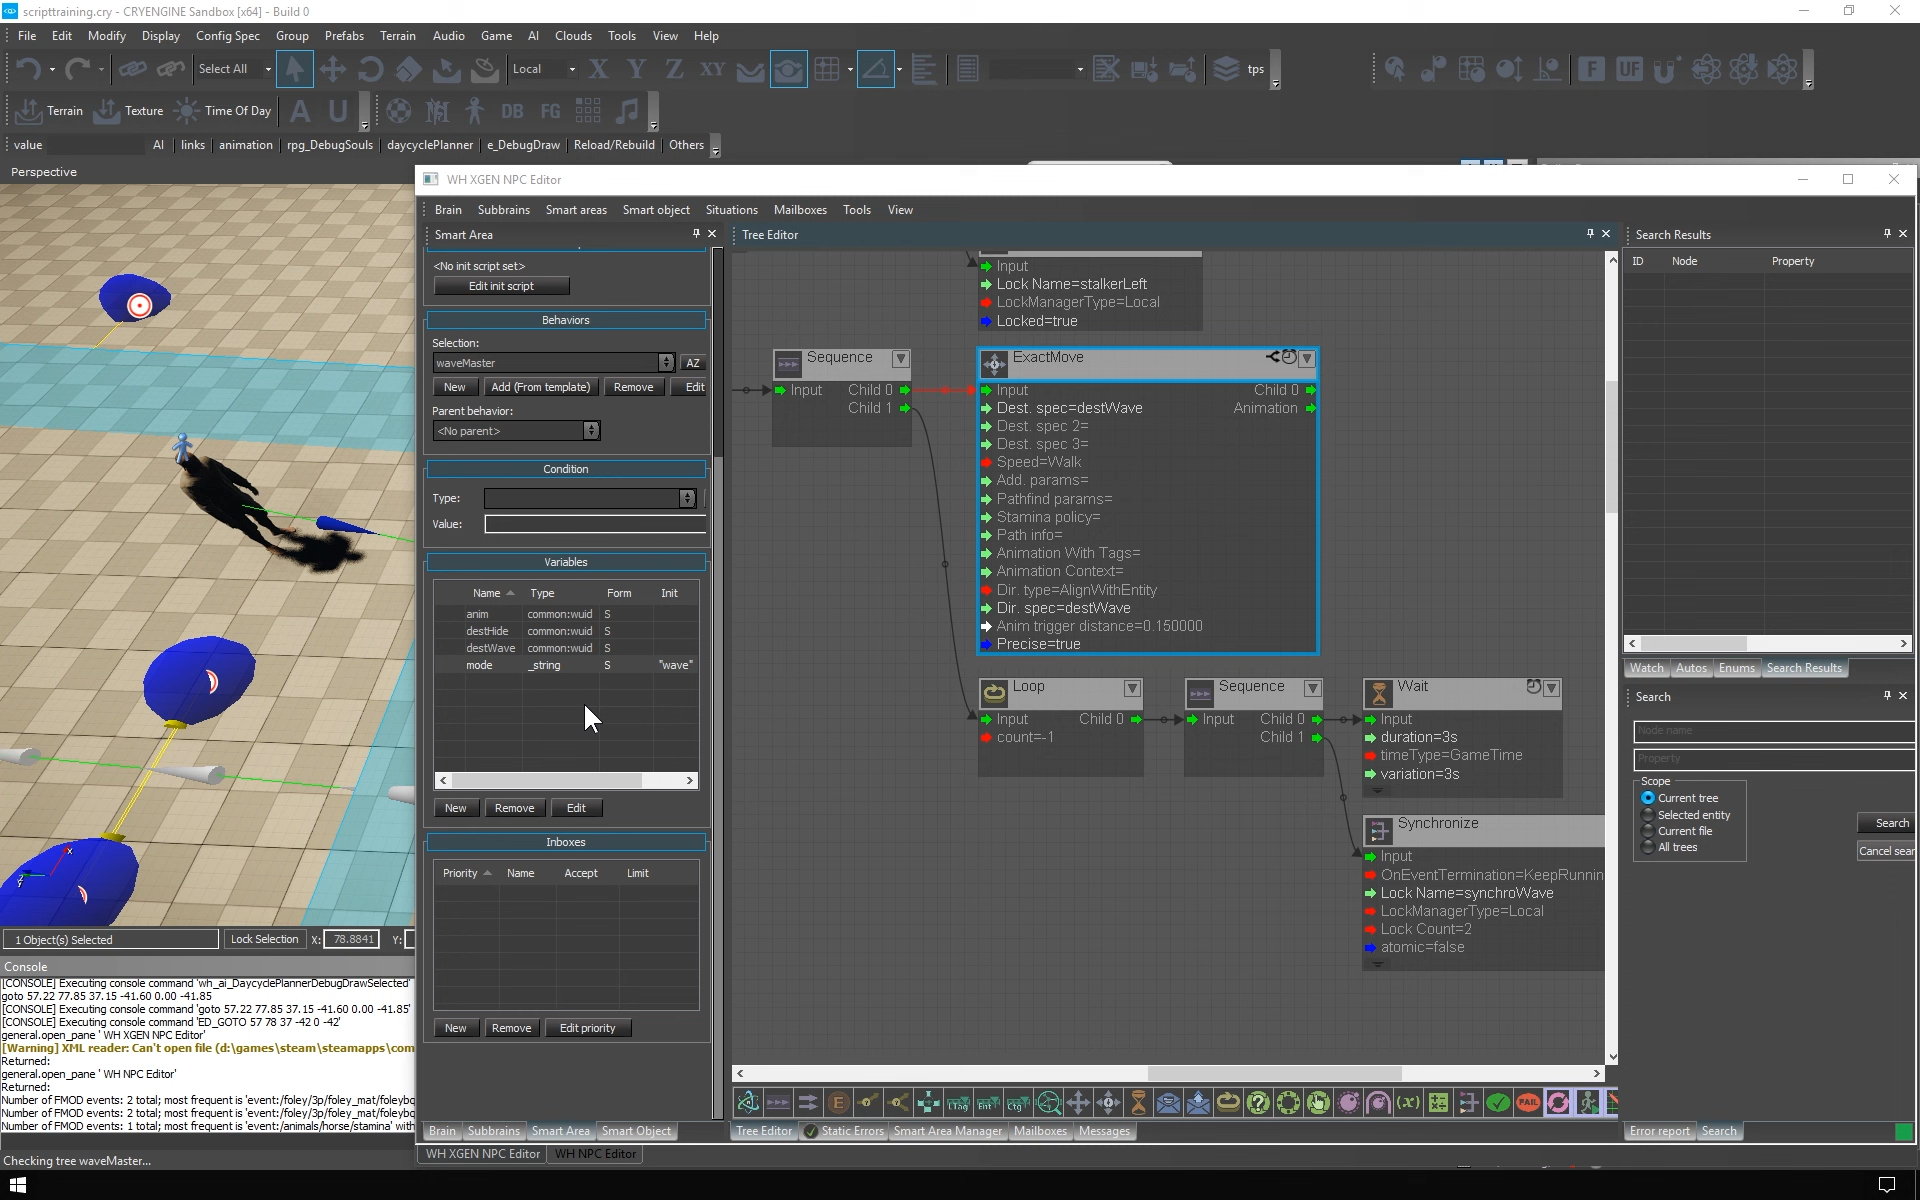 scripttraining.cry - CRYENGINE Sandbox [x64] - Build 0
File Edit Modify Display Config Spec Group Prefabs Terrain Audio Game AI Clouds Tools View Help
Select All Local X Y Z XY tps F UF
Terrain Texture Time Of Day A U DB FG
value AI links animation rpg_DebugSouls daycyclePlanner e_DebugDraw Reload/Rebuild Others
Perspective
WH XGEN NPC Editor
Brain Subbrains Smart areas Smart object Situations Mailboxes Tools View
Smart Area
<No init script set>
Edit init script
Behaviors
Selection:
waveMaster AZ
New Add (From template) Remove Edit
Parent behavior:
<No parent>
Condition
Type:
Value:
Variables
Name Type Form Init
anim common:wuid S
destHide common:wuid S
destWave common:wuid S
mode _string S "wave"
New Remove Edit
Inboxes
Priority Name Accept Limit
New Remove Edit priority
Brain Subbrains Smart Area Smart Object
Tree Editor
Input
Lock Name=stalkerLeft
LockManagerType=Local
Locked=true
Sequence
Input Child 0
Child 1
ExactMove
Input Child 0
Dest. spec=destWave Animation
Dest. spec 2=
Dest. spec 3=
Speed=Walk
Add. params=
Pathfind params=
Stamina policy=
Path info=
Animation With Tags=
Animation Context=
Dir. type=AlignWithEntity
Dir. spec=destWave
Anim trigger distance=0.150000
Precise=true
Loop
Input Child 0
count=-1
Sequence
Input Child 0
Child 1
Wait
Input
duration=3s
timeType=GameTime
variation=3s
Synchronize
Input
OnEventTermination=KeepRunnin
Lock Name=synchroWave
LockManagerType=Local
Lock Count=2
atomic=false
E LTag Ent Ctg (x) FAIL
Tree Editor Static Errors Smart Area Manager Mailboxes Messages
Search Results
ID Node Property
Watch Autos Enums Search Results
Search
Node name
Property
Scope
Current tree
Selected entity
Current file
All trees
Search
Cancel sear
Error report Search
WH XGEN NPC Editor WH NPC Editor
1 Object(s) Selected Lock Selection X: 78.8841 Y:
Console
[CONSOLE] Executing console command 'wh_ai_DaycyclePlannerDebugDrawSelected'
goto 57.22 77.85 37.15 -41.60 0.00 -41.85
[CONSOLE] Executing console command 'goto 57.22 77.85 37.15 -41.60 0.00 -41.85'
[CONSOLE] Executing console command 'ED_GOTO 57 78 37 -42 0 -42'
general.open_pane ' WH XGEN NPC Editor'
[Warning] XML reader: Can't open file (d:\games\steam\steamapps\com
Returned:
general.open_pane ' WH NPC Editor'
Returned:
Number of FMOD events: 2 total; most frequent is 'event:/foley/3p/foley_mat/foleybo
Number of FMOD events: 2 total; most frequent is 'event:/foley/3p/foley_mat/foleybo
Number of FMOD events: 1 total; most frequent is 'event:/animals/horse/stamina' with
Checking tree waveMaster...